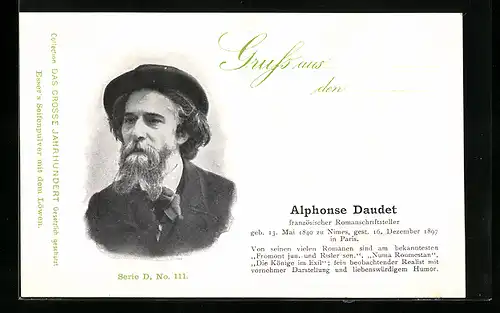 Gruss aus
den
Collection DAS GROSSE JAHRHUNDERT Gesetzlich geschützt
Esser's Seifenpulver mit dem Löwen.
Serie D, No. 111.
Alphonse Daudet
französischer Romanschriftsteller
geb. 13. Mai 1840 zu Nimes, gest. 16. Dezember 1897
in Paris.
Von seinen vielen Romänen sind am bekanntesten
„Fromont jun. und Risler sen.“, „Numa Roumestan“,
„Die Könige im Exil“; fein beobachtender Realist mit
vornehmer Darstellung und liebenswürdigem Humor.